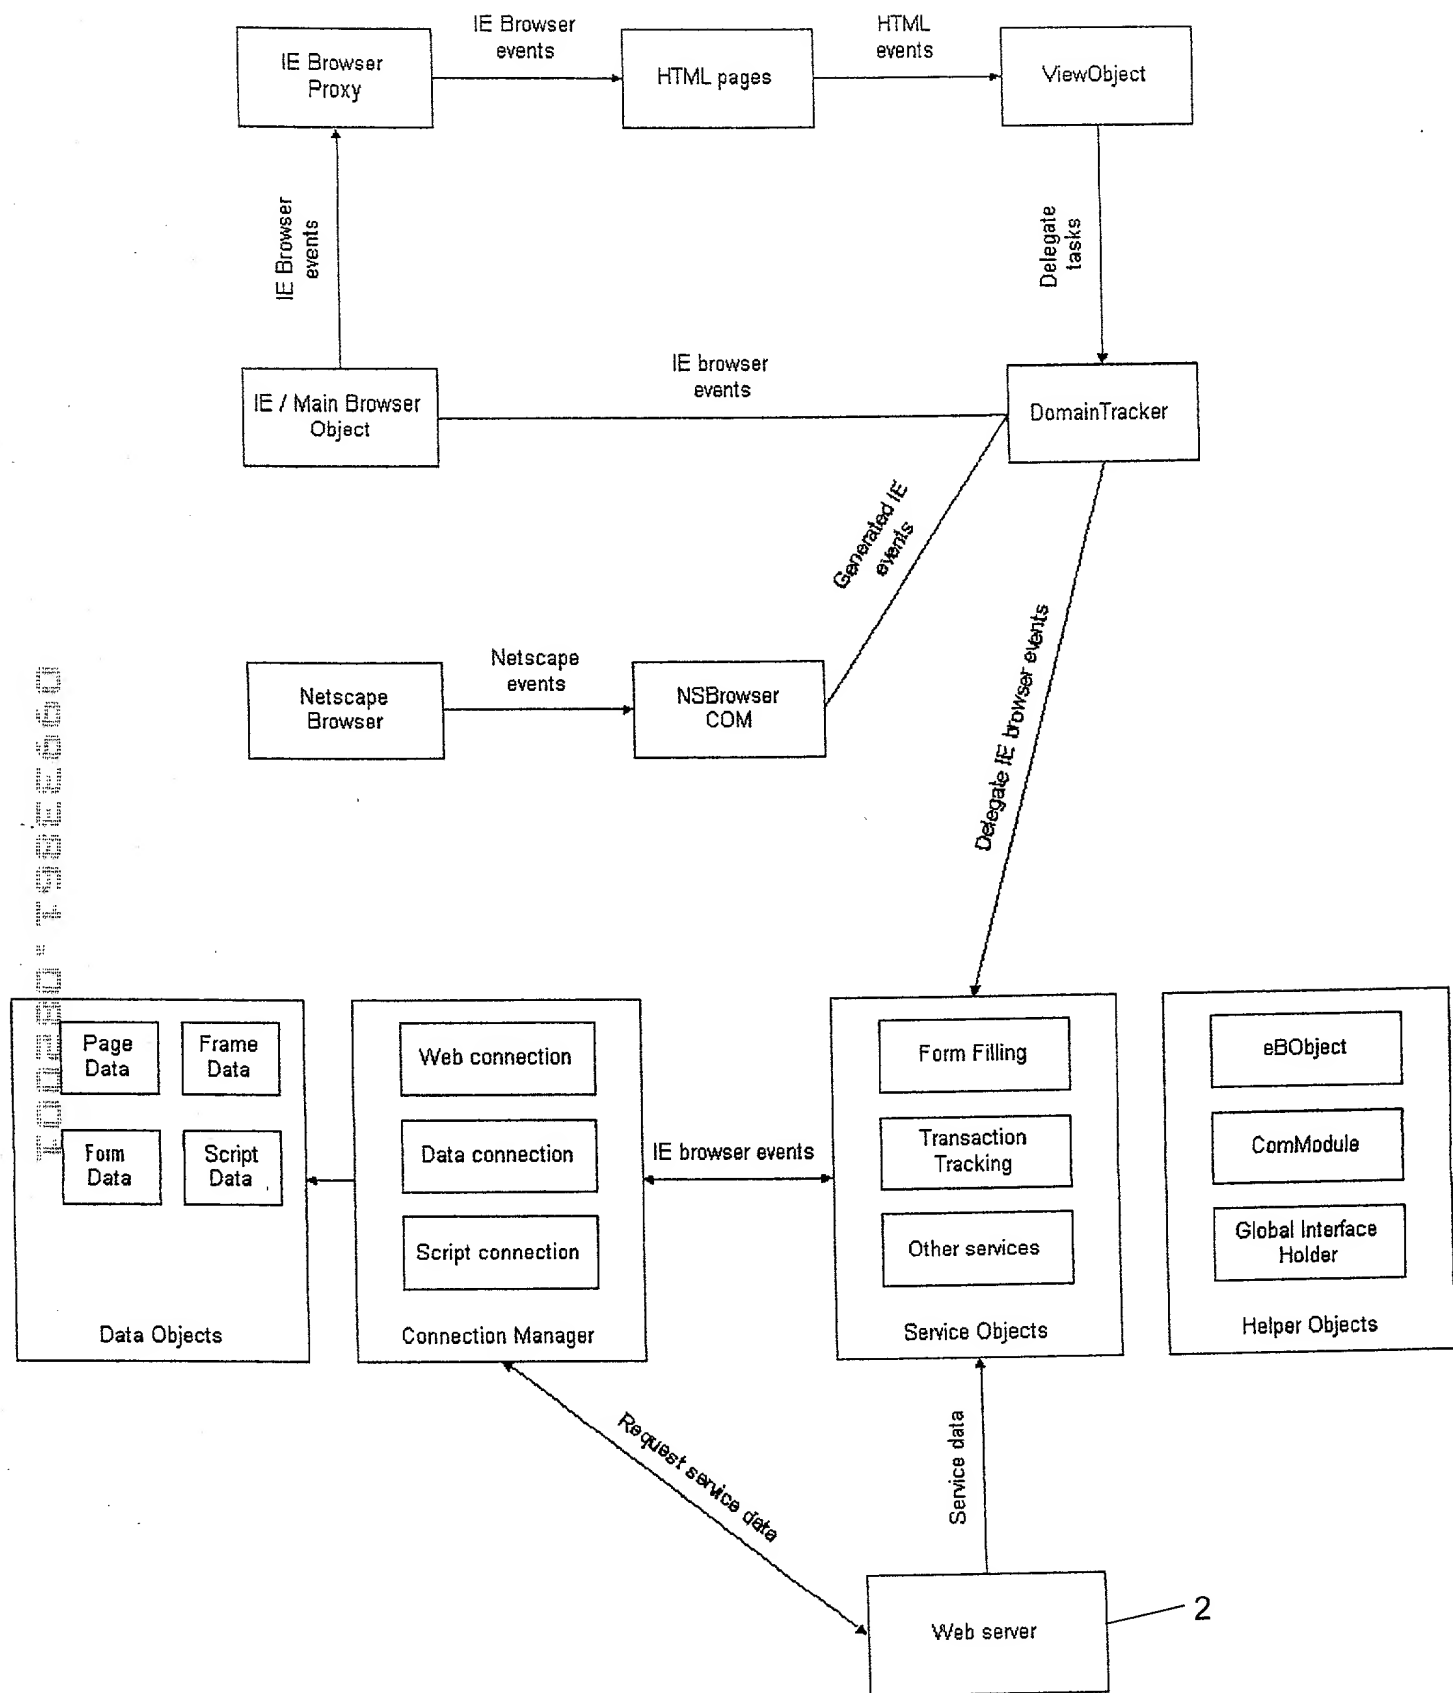 IE Browser
events
HTML
events
IE Browser
Proxy
HTML pages
ViewObject
IE Browser
events
Delegate
tasks
IE browser
events
IE / Main Browser
Object
DomainTracker
Generated IE
events
Netscape
events
Netscape
Browser
NSBrowser
COM
Delegate IE browser events
Page
Data
Frame
Data
Form
Data
Script
Data
Data Objects
Web connection
Data connection
Script connection
Connection Manager
IE browser events
Form Filling
Transaction
Tracking
Other services
Service Objects
eBObject
ComModule
Global Interface
Holder
Helper Objects
Request service data
Service data
Web server
2